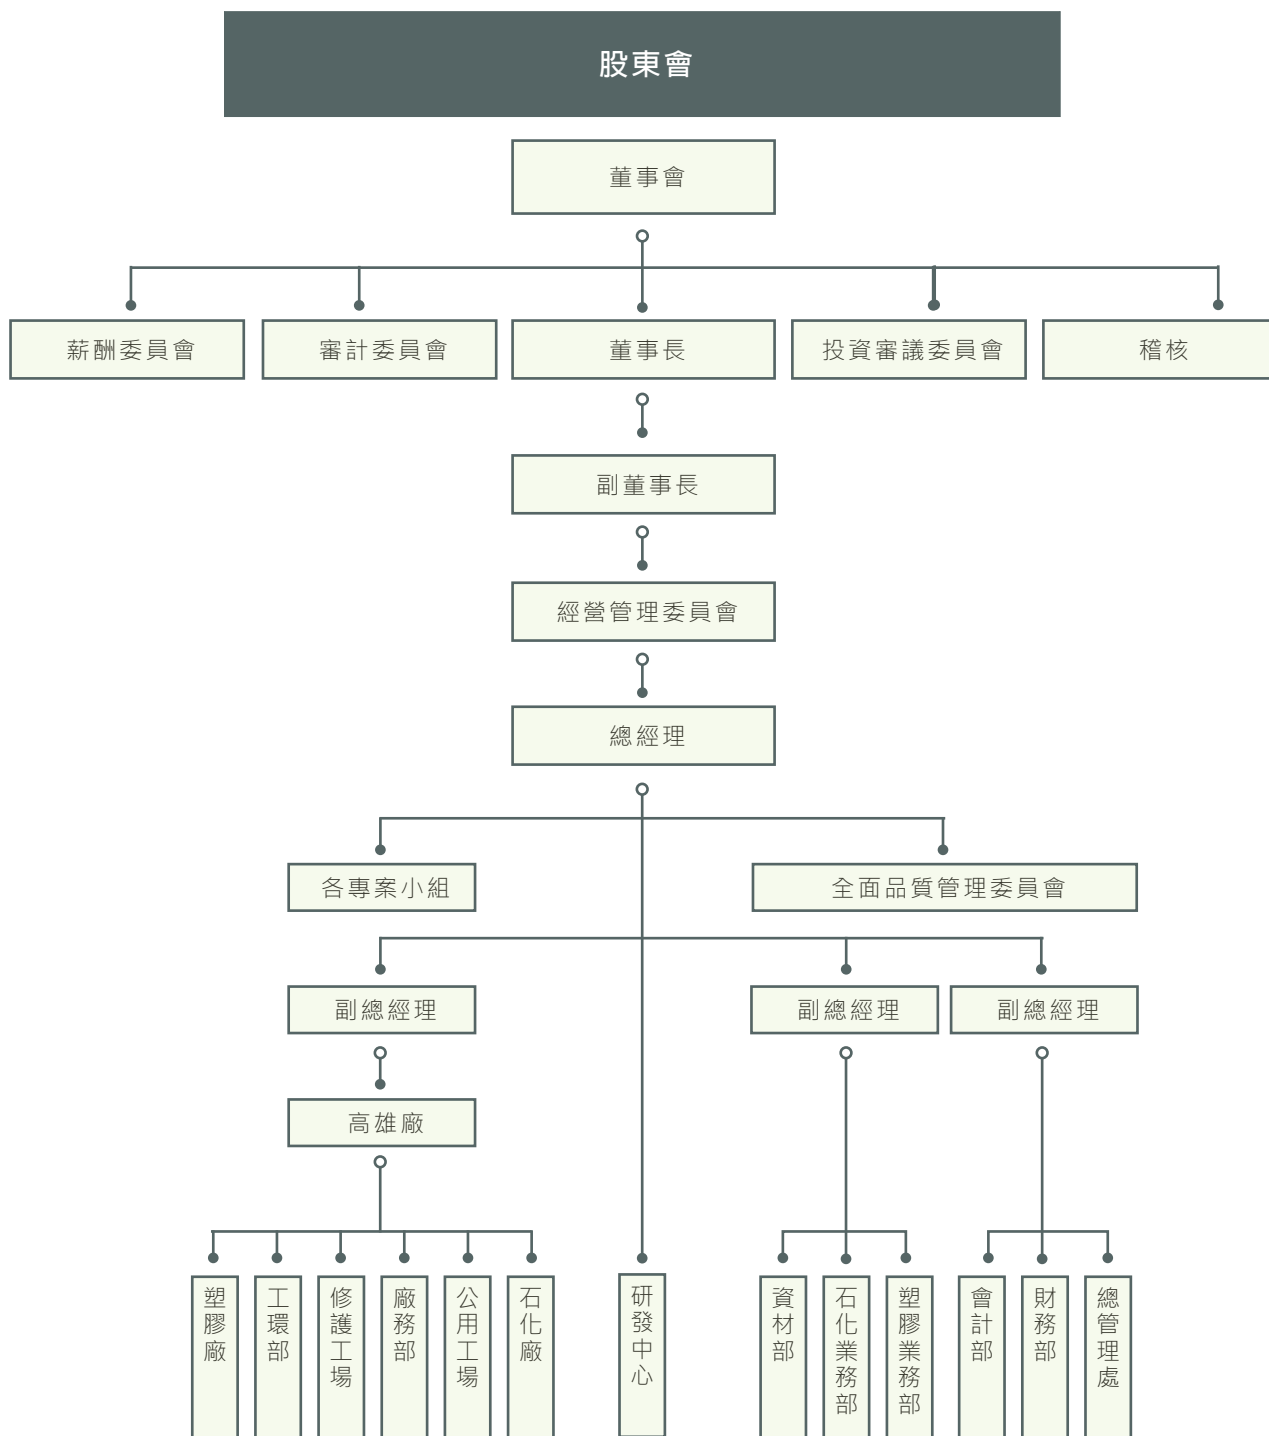 股東會
董事會
薪酬委員會
審計委員會
董事長
投資審議委員會
稽核
副董事長
經營管理委員會
總經理
各專案小組
全面品質管理委員會
副總經理
副總經理
副總經理
高雄廠
塑膠廠
工環部
修護工場
廠務部
公用工場
石化廠
研發中心
資材部
石化業務部
塑膠業務部
會計部
財務部
總管理處